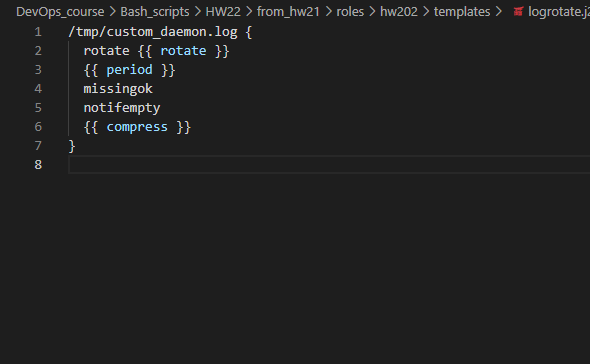 DevOps_course > Bash_scripts > HW22 > from_hw21 > roles > hw202 > templates > logrotate.j
1 /tmp/custom_daemon.log {
2 rotate {{ rotate }}
3 {{ period }}
4 missingok
5 notifempty
6 {{ compress }}
7 }
8